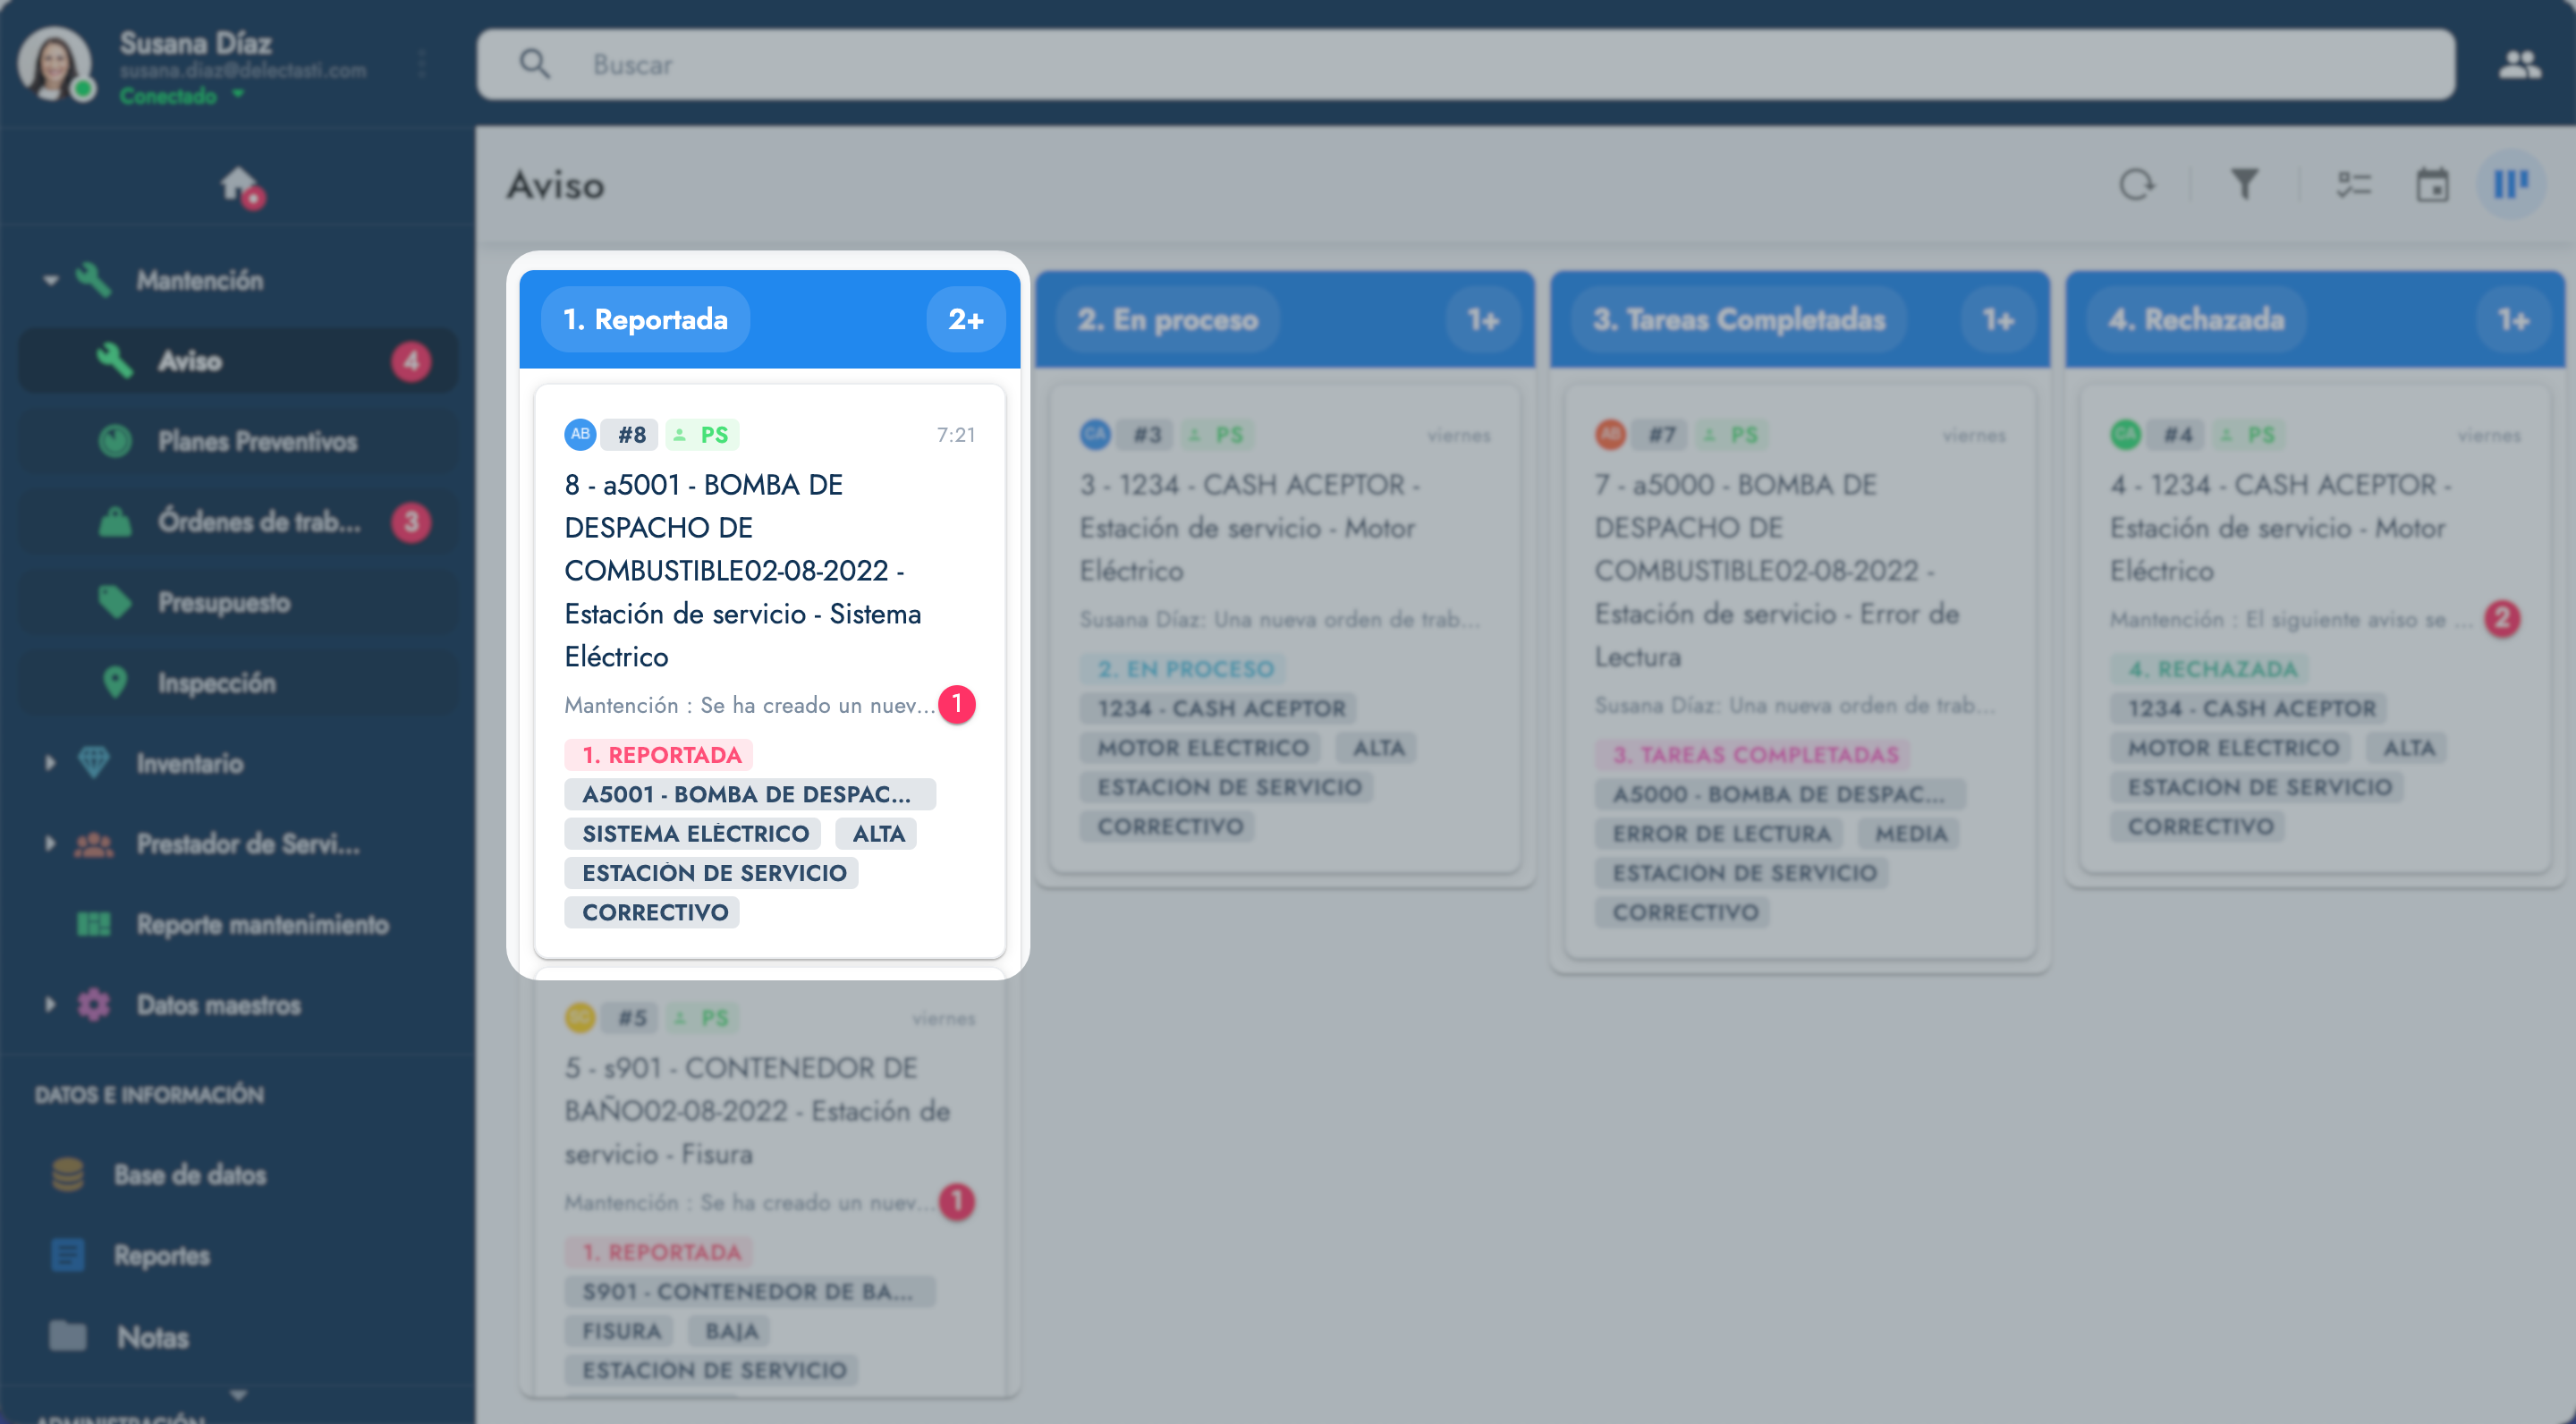 Susana Díaz
susana.diaz@delectasti.com
Conectado
Buscar
Mantención
Aviso 4
Planes Preventivos
Órdenes de trab... 3
Presupuesto
Inspección
Inventario
Prestador de Servi...
Reporte mantenimiento
Datos maestros
DATOS E INFORMACIÓN
Base de datos
Reportes
Notas
ADMINISTRACIÓN
Aviso
1. Reportada 2+
AB #8 PS 7:21
8 - a5001 - BOMBA DE
DESPACHO DE
COMBUSTIBLE02-08-2022 -
Estación de servicio - Sistema
Eléctrico
Mantención : Se ha creado un nuev... 1
1. REPORTADA
A5001 - BOMBA DE DESPAC...
SISTEMA ELÉCTRICO ALTA
ESTACIÓN DE SERVICIO
CORRECTIVO
#5 PS viernes
5 - s901 - CONTENEDOR DE
BAÑO02-08-2022 - Estación de
servicio - Fisura
Mantención : Se ha creado un nuev... 1
1. REPORTADA
S901 - CONTENEDOR DE BA...
FISURA BAJA
ESTACIÓN DE SERVICIO
2. En proceso 1+
CA #3 PS viernes
3 - 1234 - CASH ACEPTOR -
Estación de servicio - Motor
Eléctrico
Susana Díaz: Una nueva orden de trab...
2. EN PROCESO
1234 - CASH ACEPTOR
MOTOR ELÉCTRICO ALTA
ESTACIÓN DE SERVICIO
CORRECTIVO
3. Tareas Completadas 1+
AB #7 PS viernes
7 - a5000 - BOMBA DE
DESPACHO DE
COMBUSTIBLE02-08-2022 -
Estación de servicio - Error de
Lectura
Susana Díaz: Una nueva orden de trab...
3. TAREAS COMPLETADAS
A5000 - BOMBA DE DESPAC...
ERROR DE LECTURA MEDIA
ESTACIÓN DE SERVICIO
CORRECTIVO
4. Rechazada 1+
CA #4 PS viernes
4 - 1234 - CASH ACEPTOR -
Estación de servicio - Motor
Eléctrico
Mantención : El siguiente aviso se ... 2
4. RECHAZADA
1234 - CASH ACEPTOR
MOTOR ELÉCTRICO ALTA
ESTACIÓN DE SERVICIO
CORRECTIVO